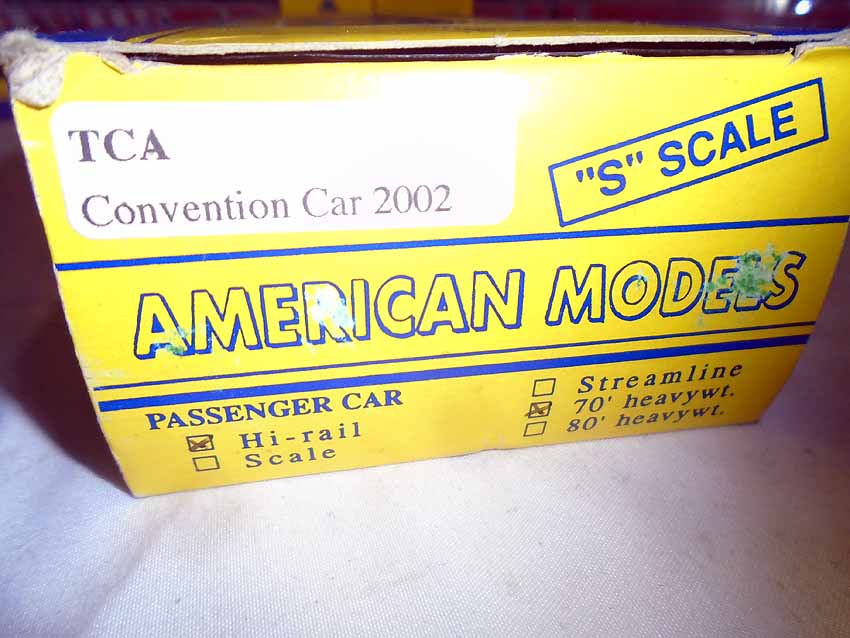 TCA
Convention Car 2002
"S" SCALE
AMERICAN MODELS
PASSENGER CAR
Hi-rail
Scale
Streamline
70' heavywt.
80' heavywt.